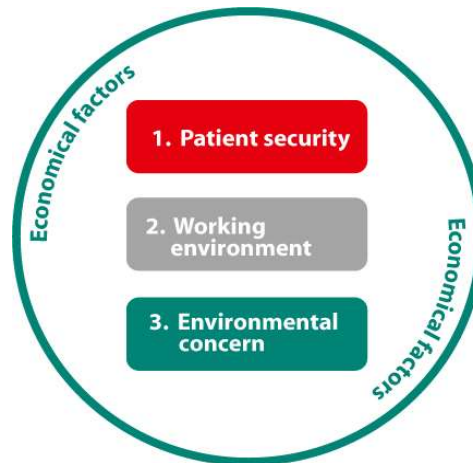 Economical factors
1. Patient security
2. Working
environment
3. Environmental
concern
Economical factors